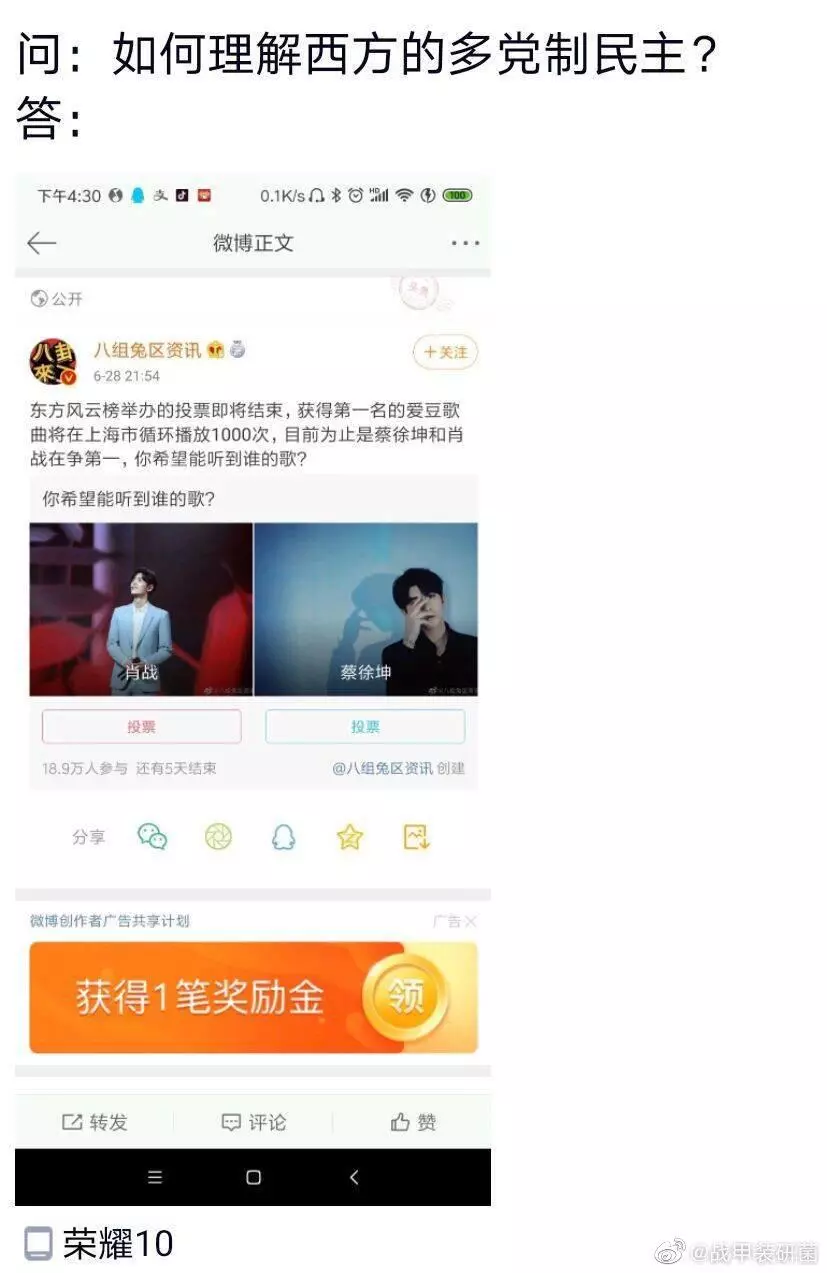 问：如何理解西方的多党制民主？
答：
下午4:30 0.1K/s HD 100
微博正文
公开
八组兔区资讯
6-28 21:54
+关注
东方风云榜举办的投票即将结束，获得第一名的爱豆歌
曲将在上海市循环播放1000次，目前为止是蔡徐坤和肖
战在争第一，你希望能听到谁的歌？
你希望能听到谁的歌？
肖战 蔡徐坤
投票 投票
18.9万人参与 还有5天结束 @八组兔区资讯 创建
分享
微博创作者广告共享计划 广告
获得1笔奖励金 领
转发 评论 赞
荣耀10
@战甲装研菌